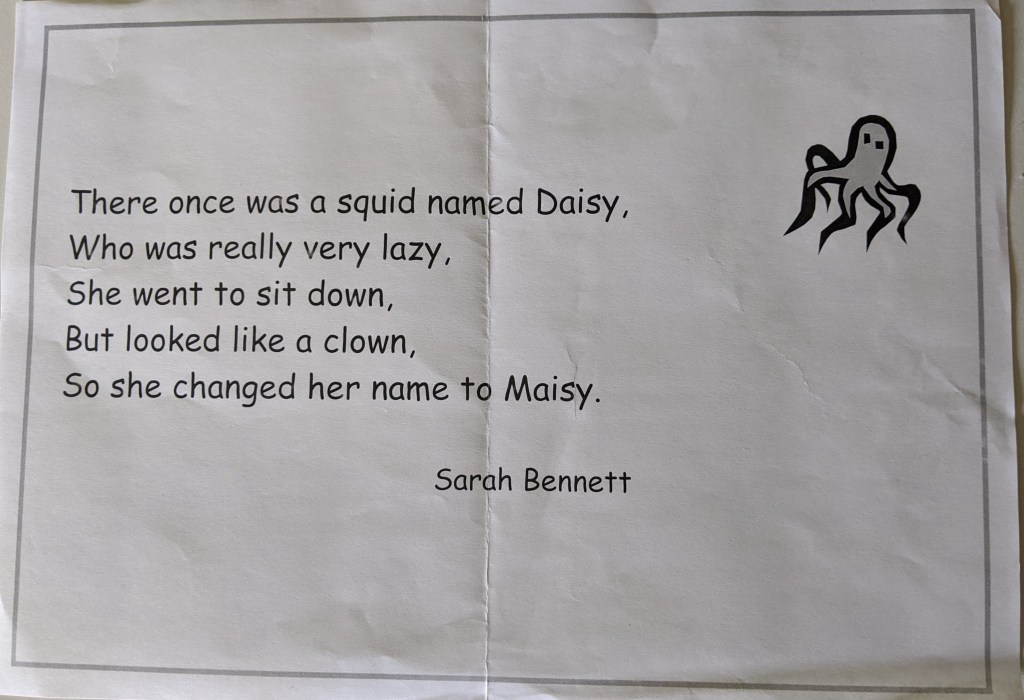 There once was a squid named Daisy,
Who was really very lazy,
She went to sit down,
But looked like a clown,
So she changed her name to Maisy.
Sarah Bennett